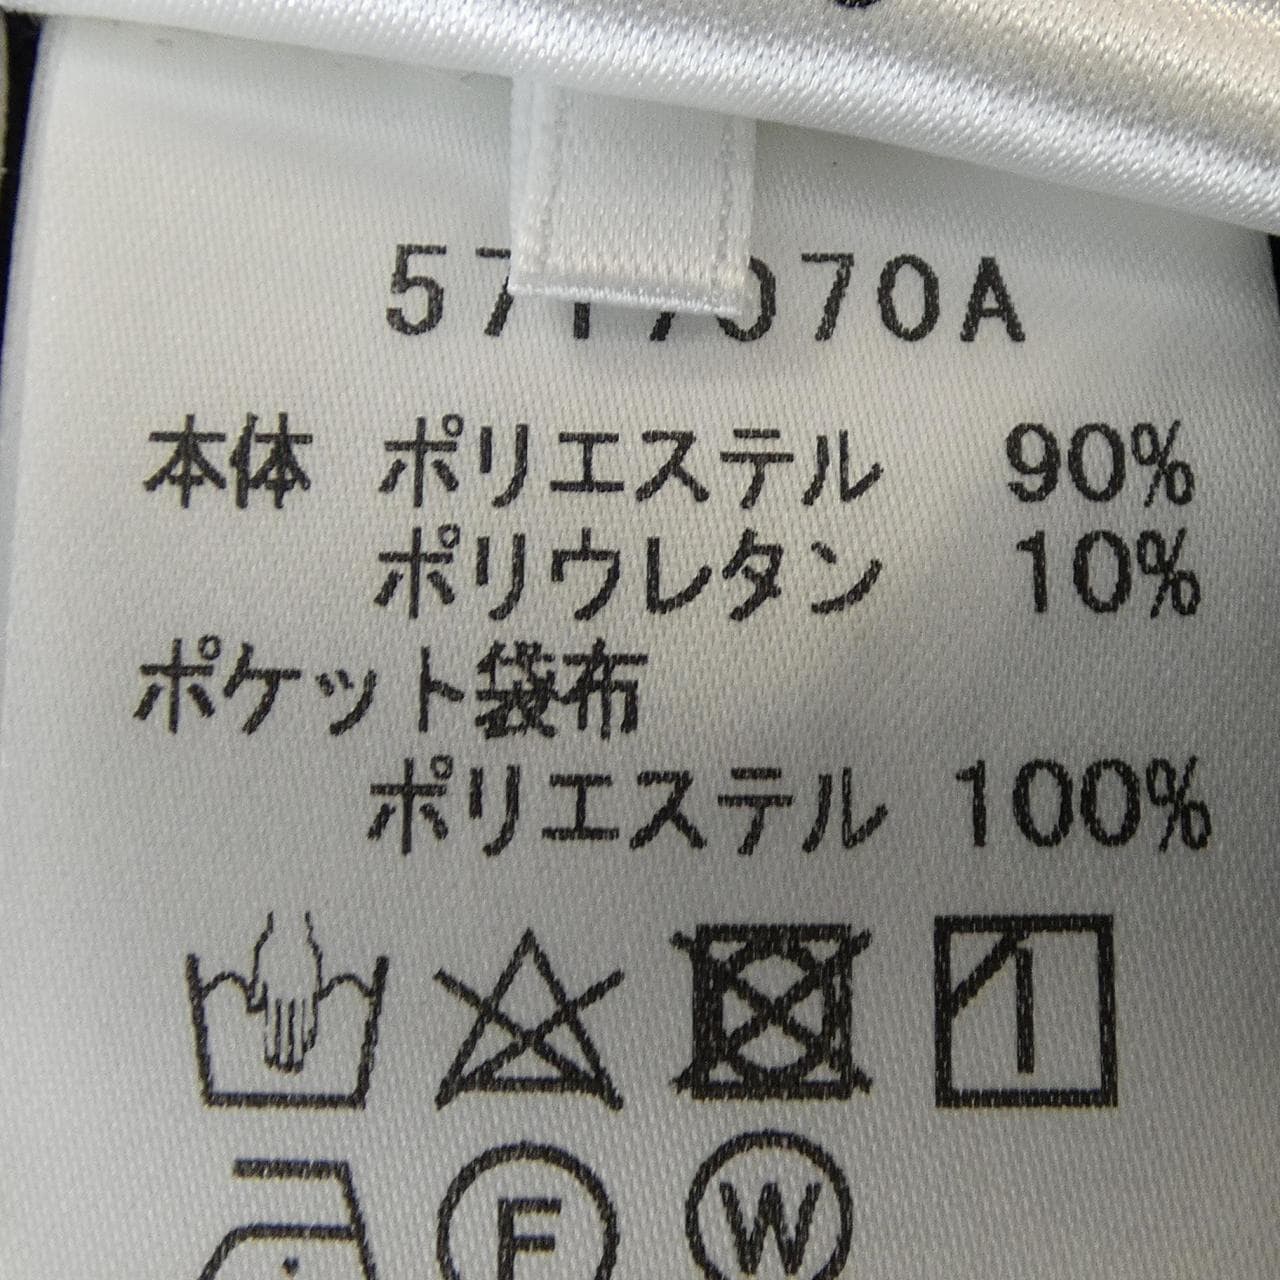 5717070A
本体 ポリエステル 90%
ポリウレタン 10%
ポケット袋布
ポリエステル 100%
F W